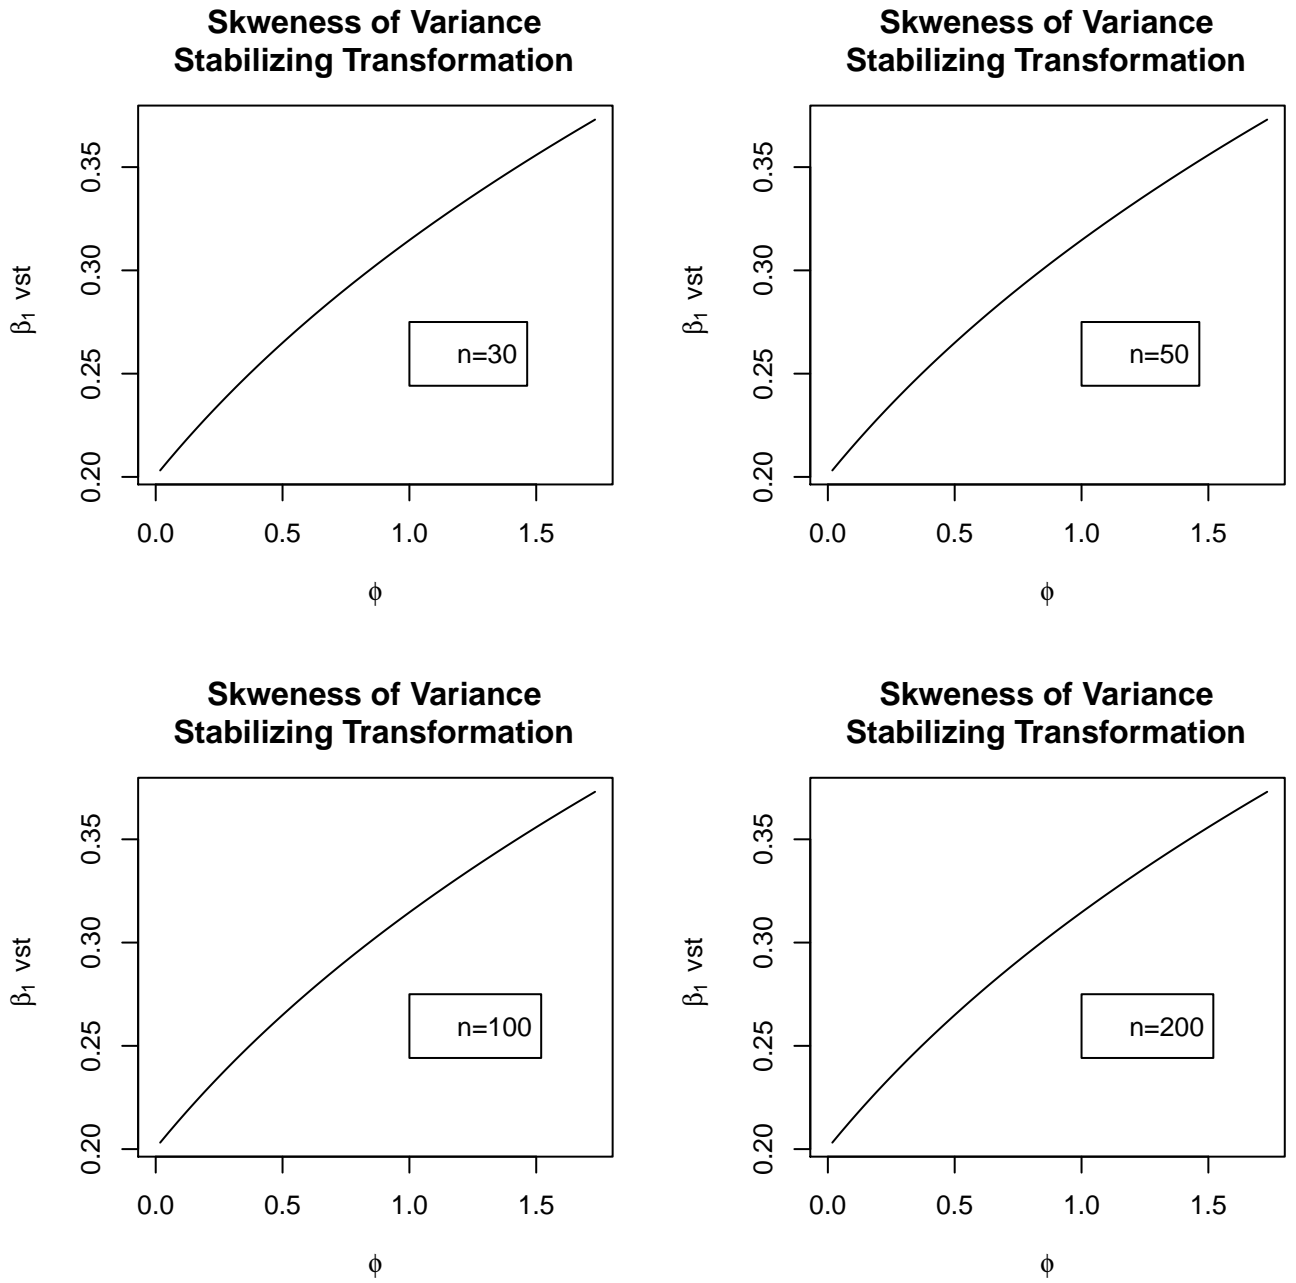 Skweness of Variance
Stabilizing Transformation
β1 vst
0.35
0.30
0.25
0.20
n=30
0.0 0.5 1.0 1.5
ϕ
Skweness of Variance
Stabilizing Transformation
β1 vst
0.35
0.30
0.25
0.20
n=50
0.0 0.5 1.0 1.5
ϕ
Skweness of Variance
Stabilizing Transformation
β1 vst
0.35
0.30
0.25
0.20
n=100
0.0 0.5 1.0 1.5
ϕ
Skweness of Variance
Stabilizing Transformation
β1 vst
0.35
0.30
0.25
0.20
n=200
0.0 0.5 1.0 1.5
ϕ